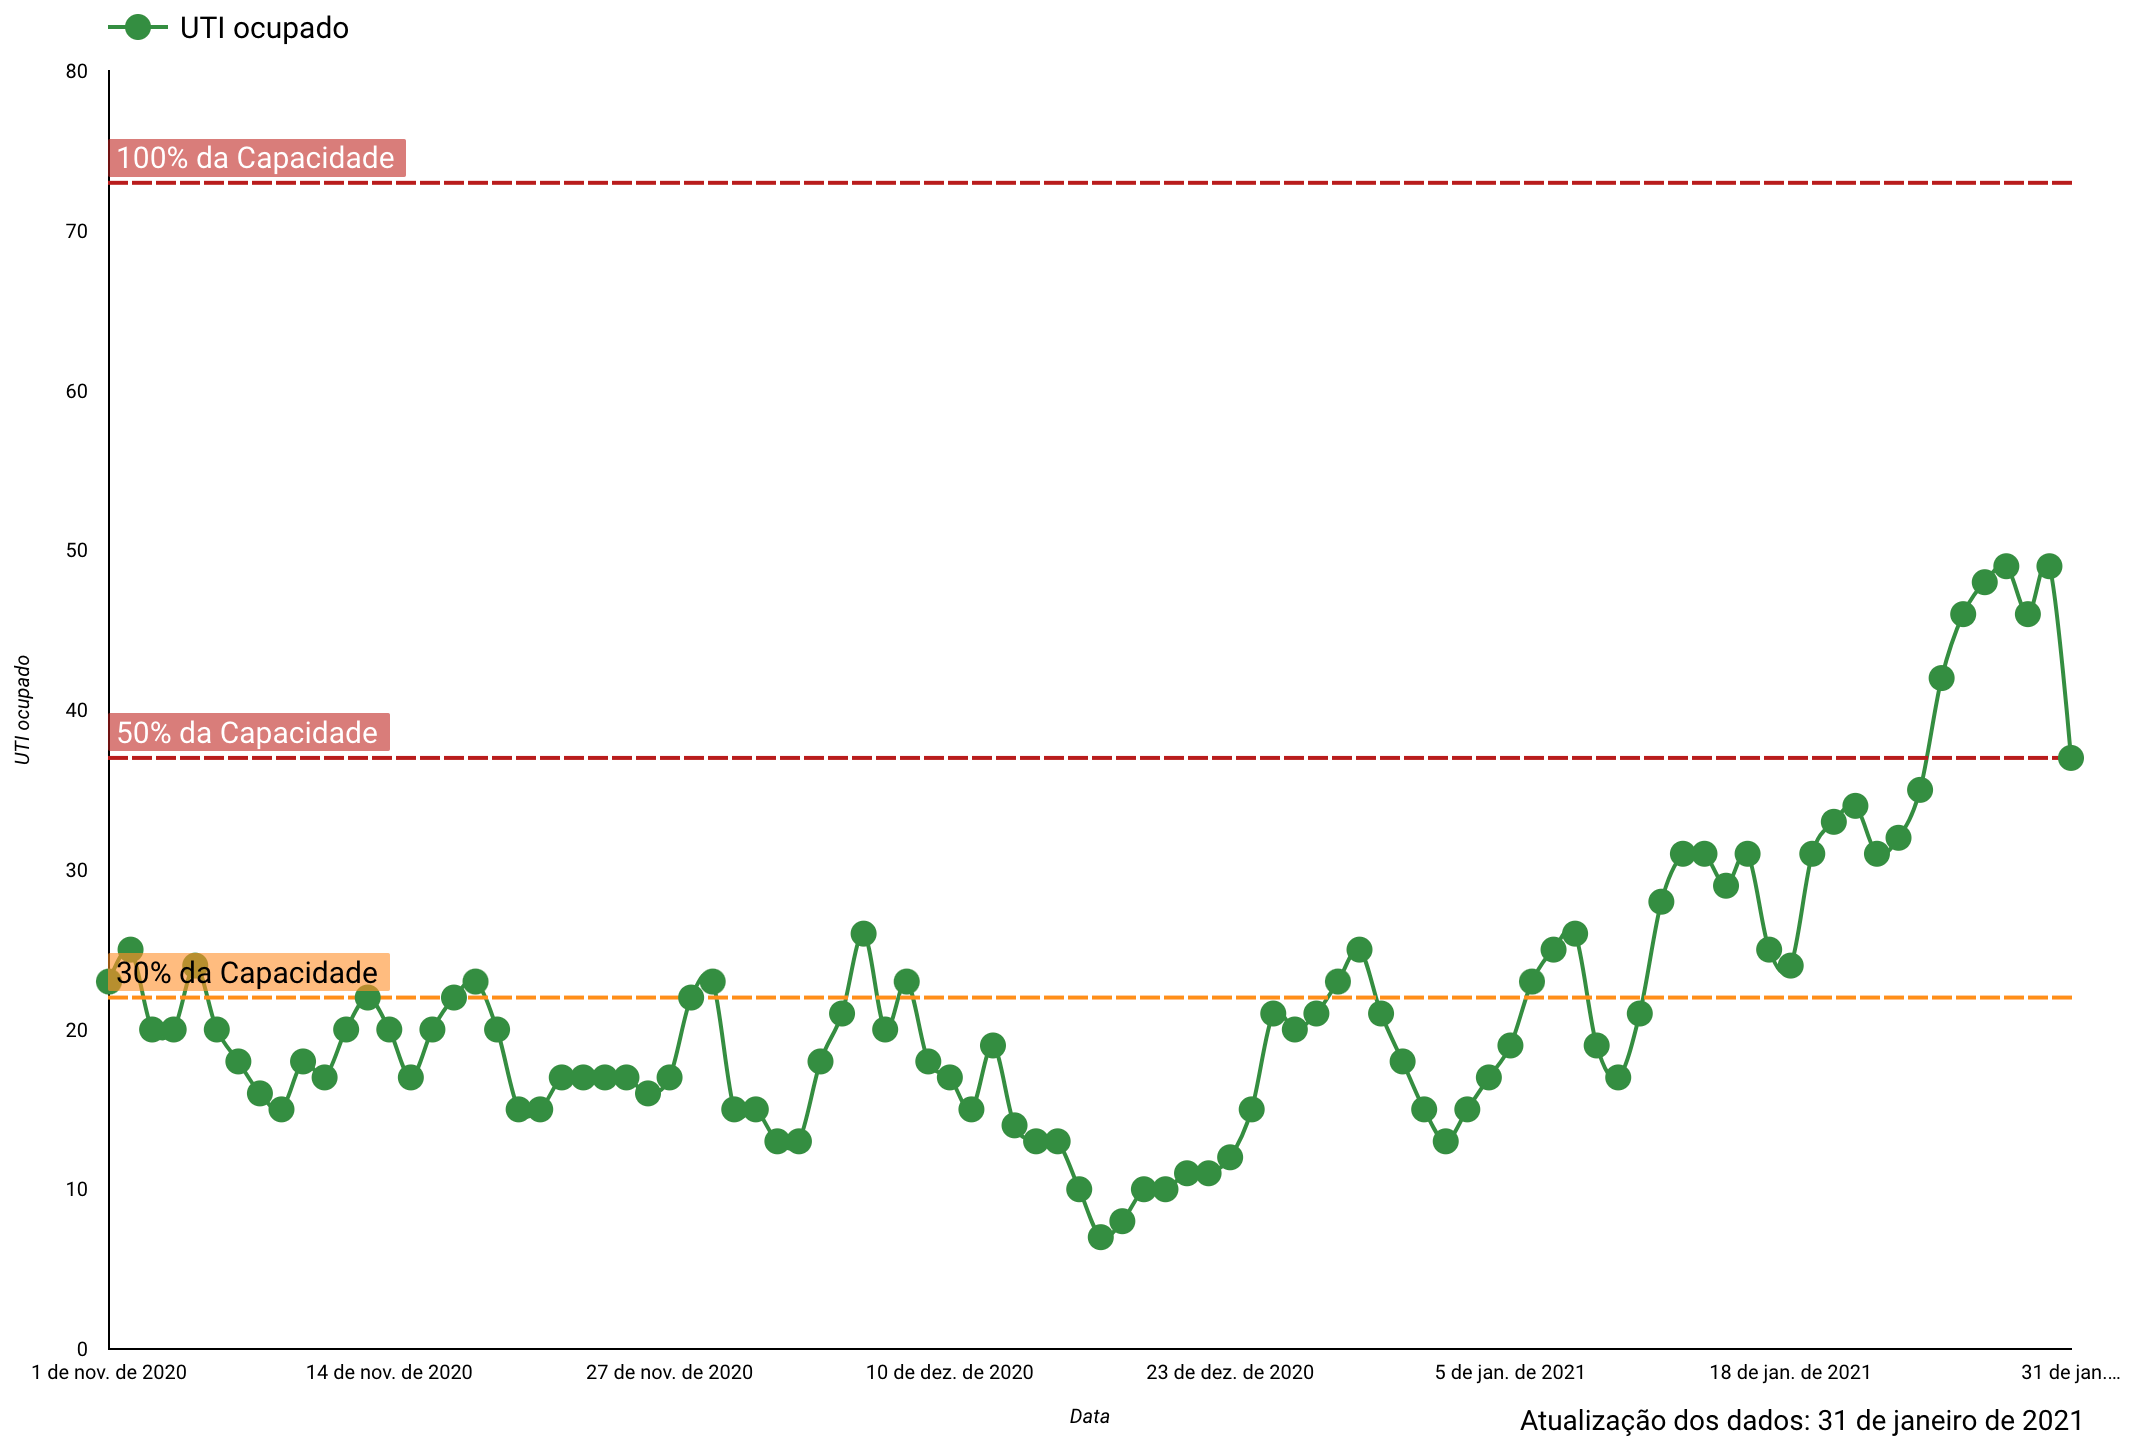 UTI ocupado
80
100% da Capacidade
70
60
50
UTI ocupado
40
50% da Capacidade
30
30% da Capacidade
20
10
0
1 de nov. de 2020 14 de nov. de 2020 27 de nov. de 2020 10 de dez. de 2020 23 de dez. de 2020 5 de jan. de 2021 18 de jan. de 2021 31 de jan....
Data
Atualização dos dados: 31 de janeiro de 2021